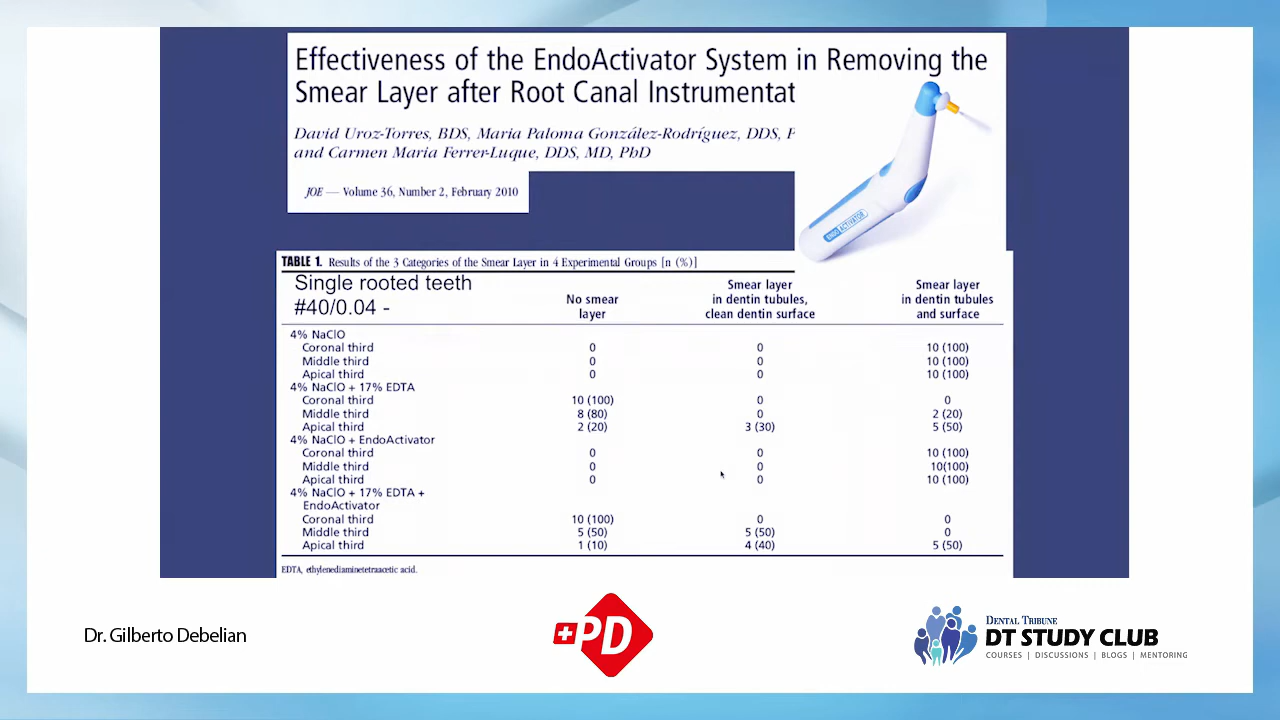 Effectiveness of the EndoActivator System in Removing the
Smear Layer after Root Canal Instrumentat
David Uroz-Torres, BDS, Maria Paloma González-Rodríguez, DDS, P
and Carmen Maria Ferrer-Luque, DDS, MD, PhD
JOE — Volume 36, Number 2, February 2010
ENDO ACTIVATOR
TABLE 1. Results of the 3 Categories of the Smear Layer in 4 Experimental Groups [n (%)]
Single rooted teeth
#40/0.04 -
No smear layer
Smear layer in dentin tubules, clean dentin surface
Smear layer in dentin tubules and surface
4% NaClO
Coronal third 0 0 10 (100)
Middle third 0 0 10 (100)
Apical third 0 0 10 (100)
4% NaClO + 17% EDTA
Coronal third 10 (100) 0 0
Middle third 8 (80) 0 2 (20)
Apical third 2 (20) 3 (30) 5 (50)
4% NaClO + EndoActivator
Coronal third 0 0 10 (100)
Middle third 0 0 10(100)
Apical third 0 0 10 (100)
4% NaClO + 17% EDTA +
EndoActivator
Coronal third 10 (100) 0 0
Middle third 5 (50) 5 (50) 0
Apical third 1 (10) 4 (40) 5 (50)
EDTA, ethylenediaminetetraacetic acid.
Dr. Gilberto Debelian
PD
DENTAL TRIBUNE
DT STUDY CLUB
COURSES | DISCUSSIONS | BLOGS | MENTORING